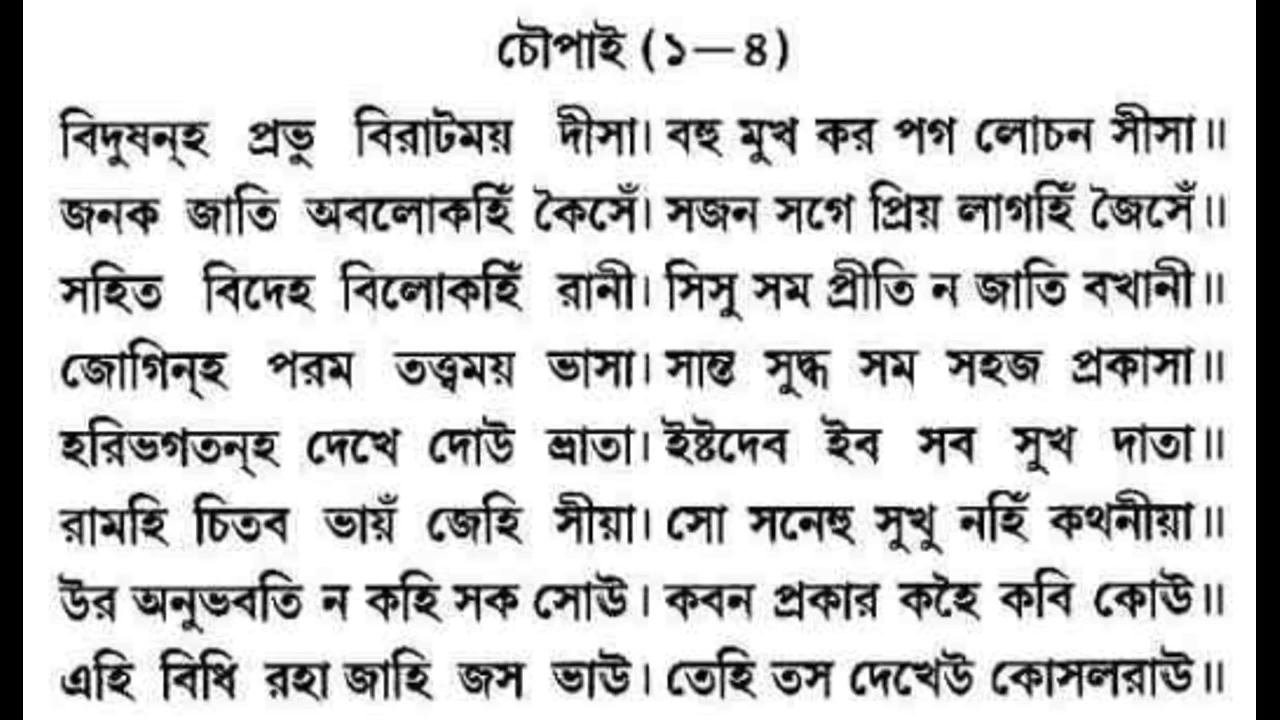 চৌপাই (১—৪)
বিদুষন্হ প্রভু বিরাটময় দীসা। বহু মুখ কর পগ লোচন সীসা॥
জনক জাতি অবলোকহিঁ কৈসেঁ। সজন সগে প্রিয় লাগহিঁ জৈসেঁ॥
সহিত বিদেহ বিলোকহিঁ রানী। সিসু সম প্রীতি ন জাতি বখানী॥
জোগিন্হ পরম তত্ত্বময় ভাসা। সান্ত সুদ্ধ সম সহজ প্রকাসা॥
হরিভগতন্হ দেখে দোউ ভ্রাতা। ইষ্টদেব ইব সব সুখ দাতা॥
রামহি চিতব ভায়ঁ জেহি সীয়া। সো সনেহু সুখু নহিঁ কথনীয়া॥
উর অনুভবতি ন কহি সক সোঊ। কবন প্রকার কহৈ কবি কোঊ॥
এহি বিধি রহা জাহি জস ভাঊ। তেহি তস দেখেউ কোসলরাঊ॥